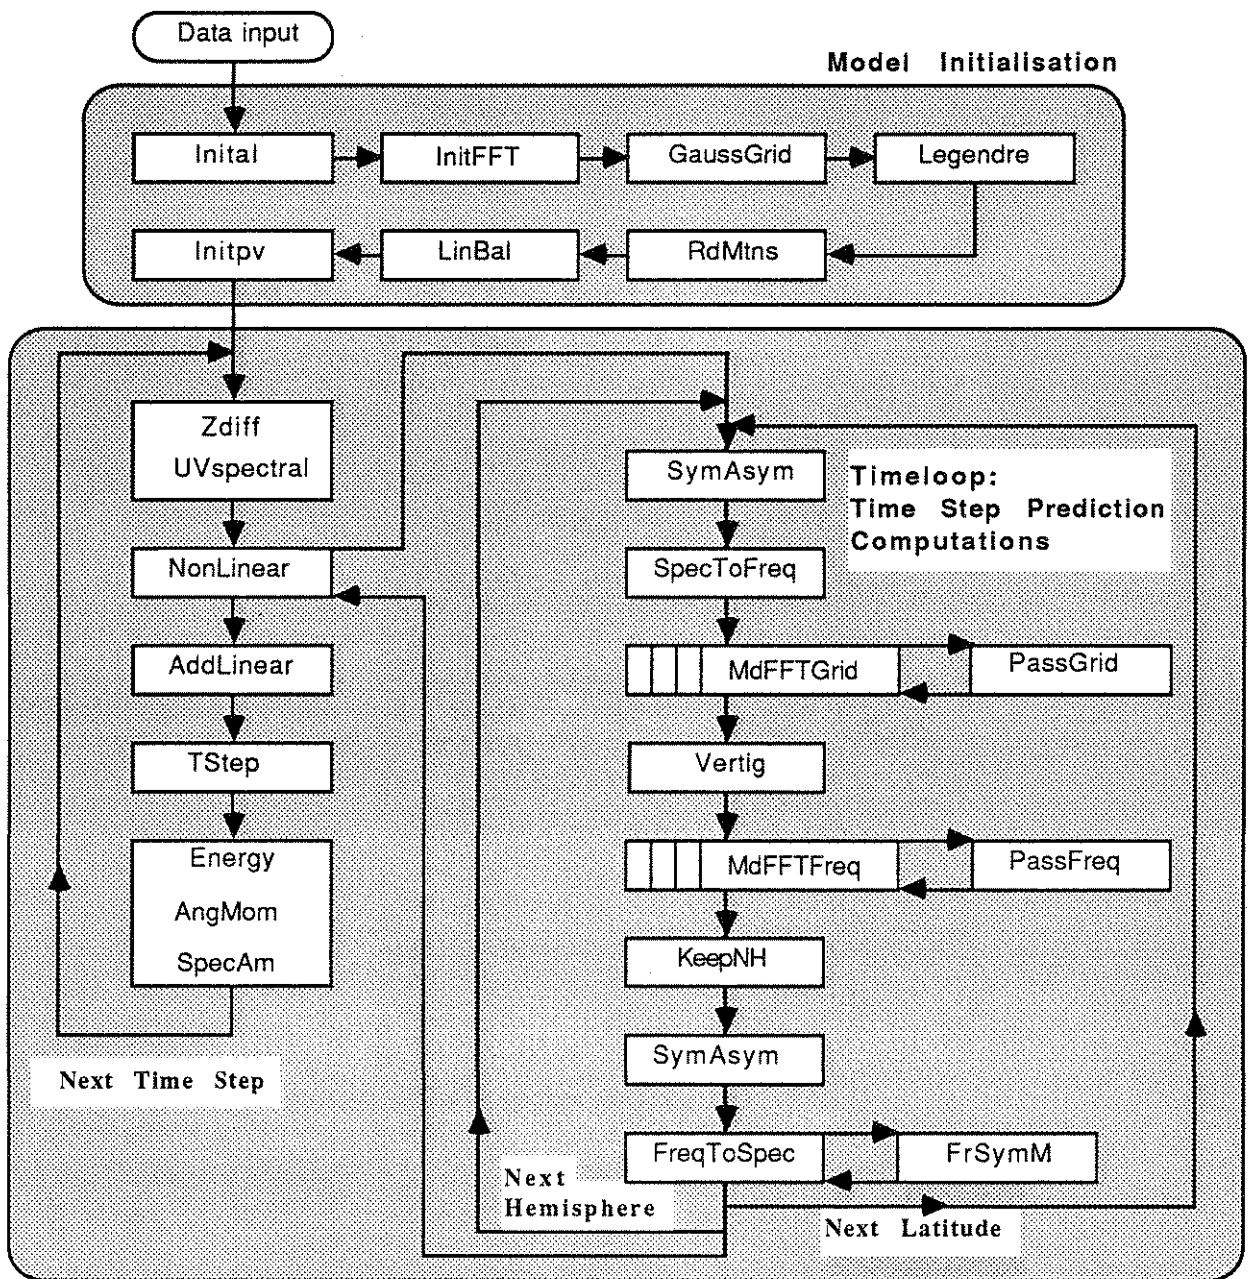 Data input
Model Initialisation
Inital
InitFFT
GaussGrid
Legendre
Initpv
LinBal
RdMtns
Zdiff
UVspectral
NonLinear
AddLinear
TStep
Energy
AngMom
SpecAm
Next Time Step
SymAsym
Timeloop:
Time Step Prediction
Computations
SpecToFreq
MdFFTGrid
PassGrid
Vertig
MdFFTFreq
PassFreq
KeepNH
SymAsym
FreqToSpec
FrSymM
Next
Hemisphere
Next Latitude